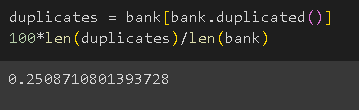 duplicates = bank[bank.duplicated()]
100*len(duplicates)/len(bank)
0.2508710801393728